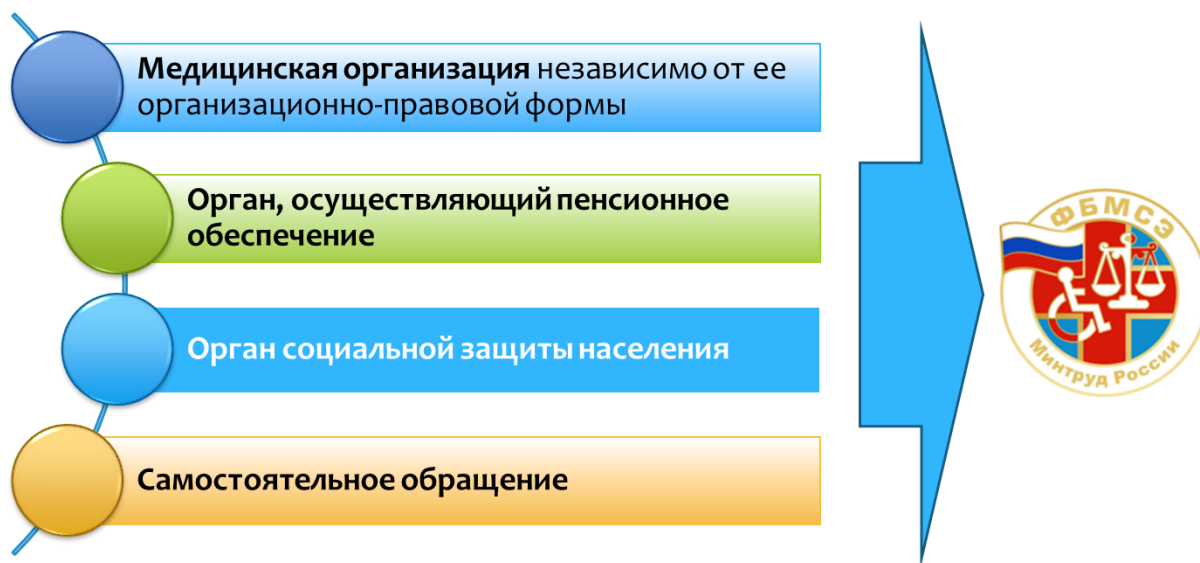 Медицинская организация независимо от ее
организационно-правовой формы
Орган, осуществляющий пенсионное
обеспечение
Орган социальной защиты населения
Самостоятельное обращение
ФБМСЭ
Минтруд России